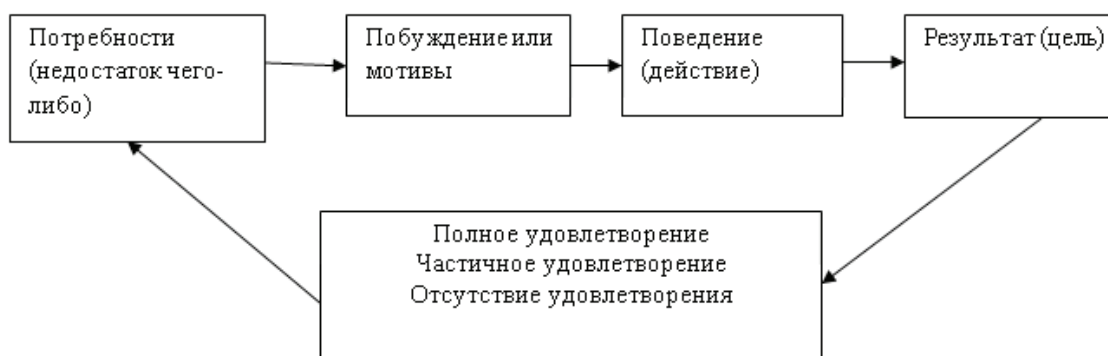 Потребности
(недостаток чего-
либо)
Побуждение или
мотивы
Поведение
(действие)
Результат (цель)
Полное удовлетворение
Частичное удовлетворение
Отсутствие удовлетворения